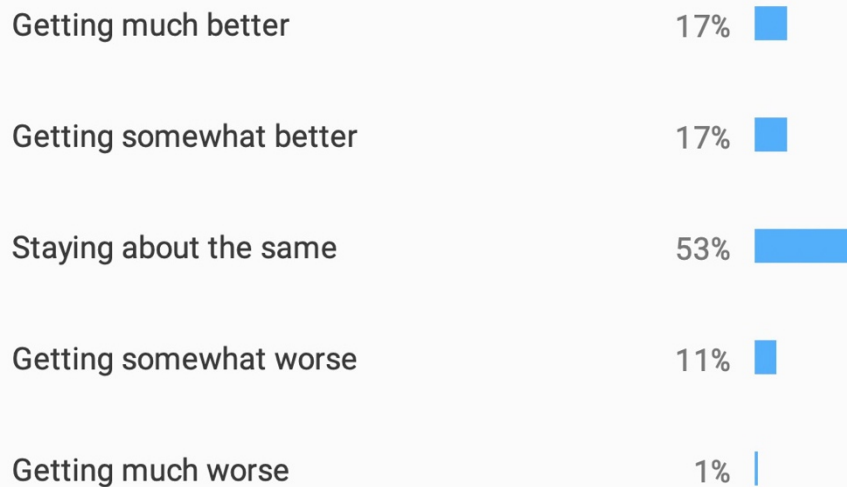 Getting much better 17%
Getting somewhat better 17%
Staying about the same 53%
Getting somewhat worse 11%
Getting much worse 1%